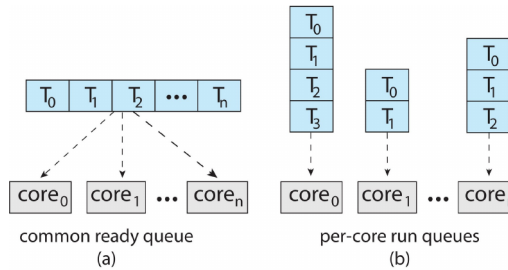 T0 T1 T2 ••• Tn
core0 core1 ••• coren
common ready queue
(a)
T0
T1
T2
T3
T0
T1
T0
T1
T2
core0 core1 ••• core
per-core run queues
(b)